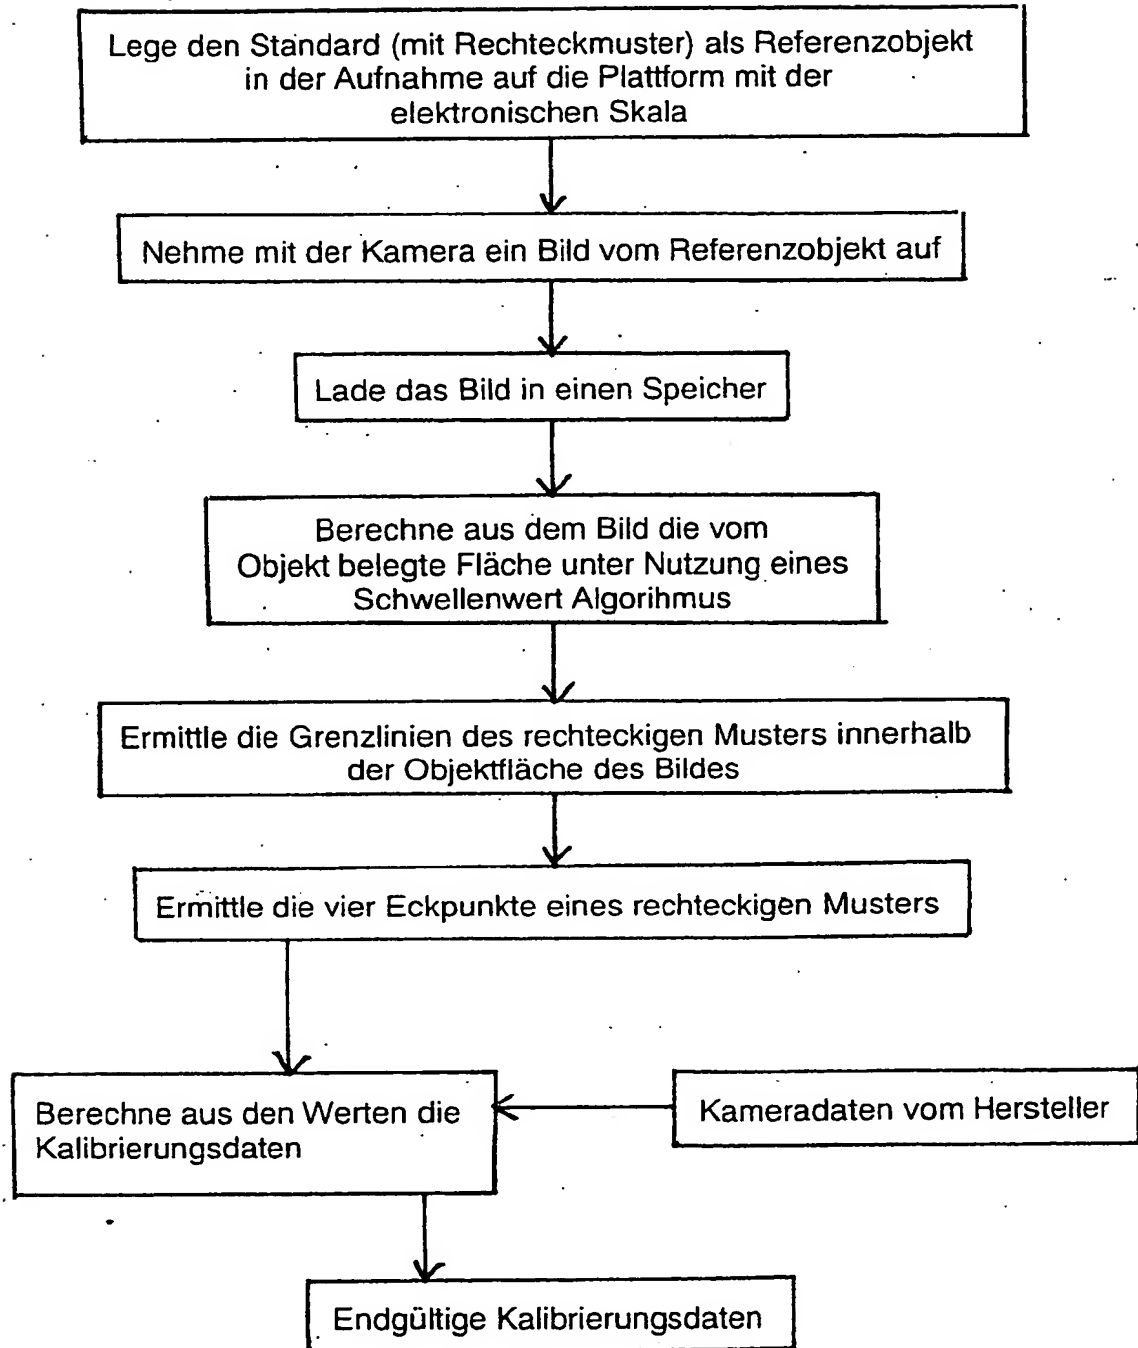 Lege den Standard (mit Rechteckmuster) als Referenzobjekt
in der Aufnahme auf die Plattform mit der
elektronischen Skala
Nehme mit der Kamera ein Bild vom Referenzobjekt auf
Lade das Bild in einen Speicher
Berechne aus dem Bild die vom
Objekt belegte Fläche unter Nutzung eines
Schwellenwert Algorihmus
Ermittle die Grenzlinien des rechteckigen Musters innerhalb
der Objektfläche des Bildes
Ermittle die vier Eckpunkte eines rechteckigen Musters
Berechne aus den Werten die
Kalibrierungsdaten
Kameradaten vom Hersteller
Endgültige Kalibrierungsdaten